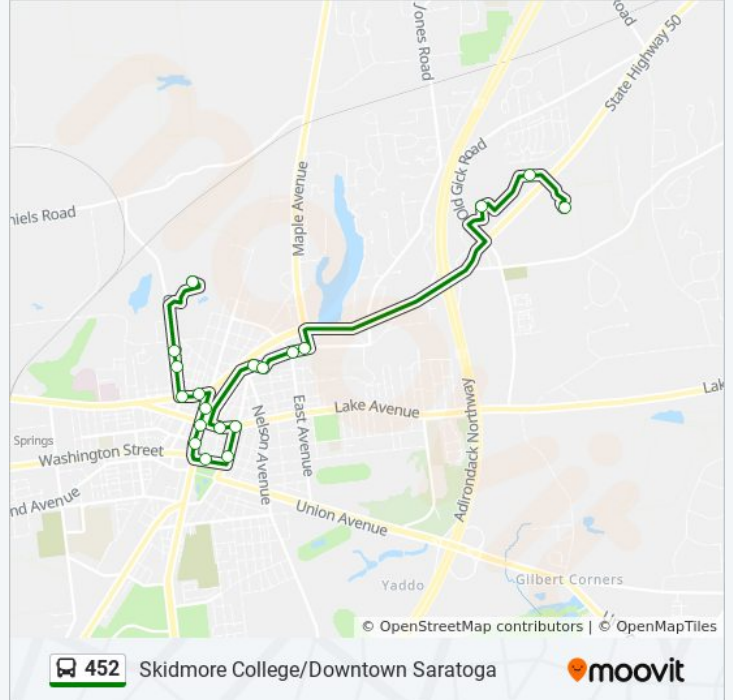 Jones Road
Road
State Highway 50
Old Gick Road
Maple Avenue
niels Road
Lake Avenue
Lak
Nelson Avenue
East Avenue
Adirondack Northway
Springs
Washington Street
nd Avenue
Union Avenue
Yaddo
Gilbert Corners
© OpenStreetMap contributors | © OpenMapTiles
452 Skidmore College/Downtown Saratoga
moovit